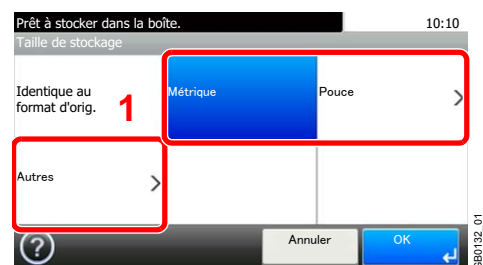 Prêt à stocker dans la boîte. 10:10
Taille de stockage
Identique au
format d'orig.
1
Métrique
Pouce
Autres
?
Annuler
OK
GB0132_01